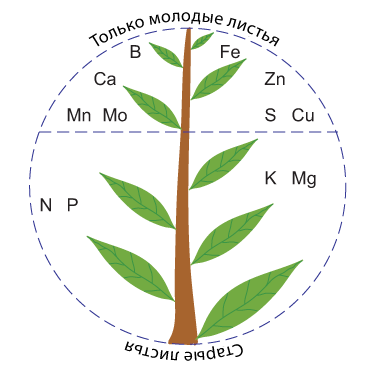 Только молодые листья
B Fe
Ca Zn
Mn Mo S Cu
K Mg
N P
Старые листья